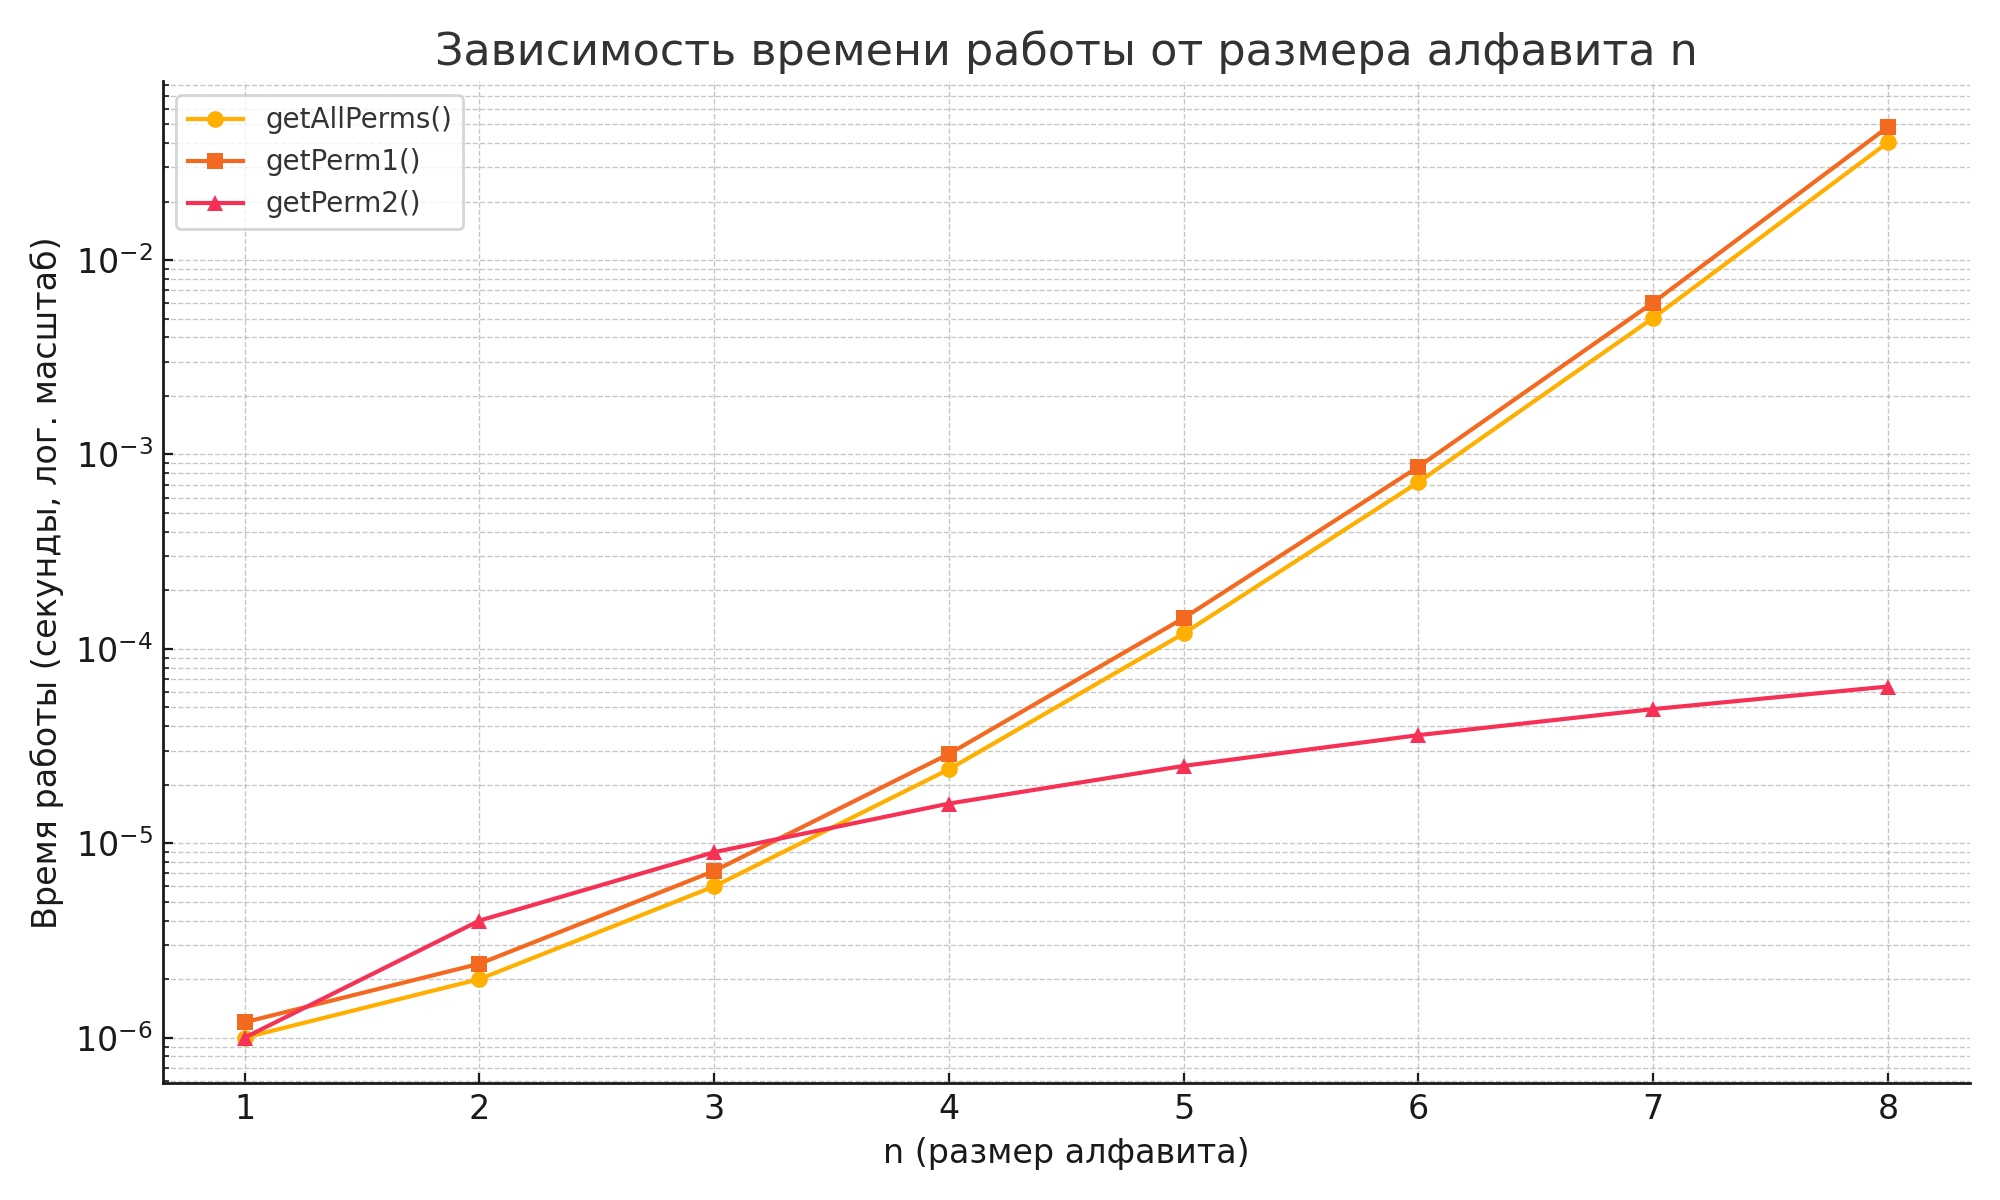 Зависимость времени работы от размера алфавита n
getAllPerms()
getPerm1()
getPerm2()
Время работы (секунды, лог. масштаб)
10⁻²
10⁻³
10⁻⁴
10⁻⁵
10⁻⁶
1 2 3 4 5 6 7 8
n (размер алфавита)